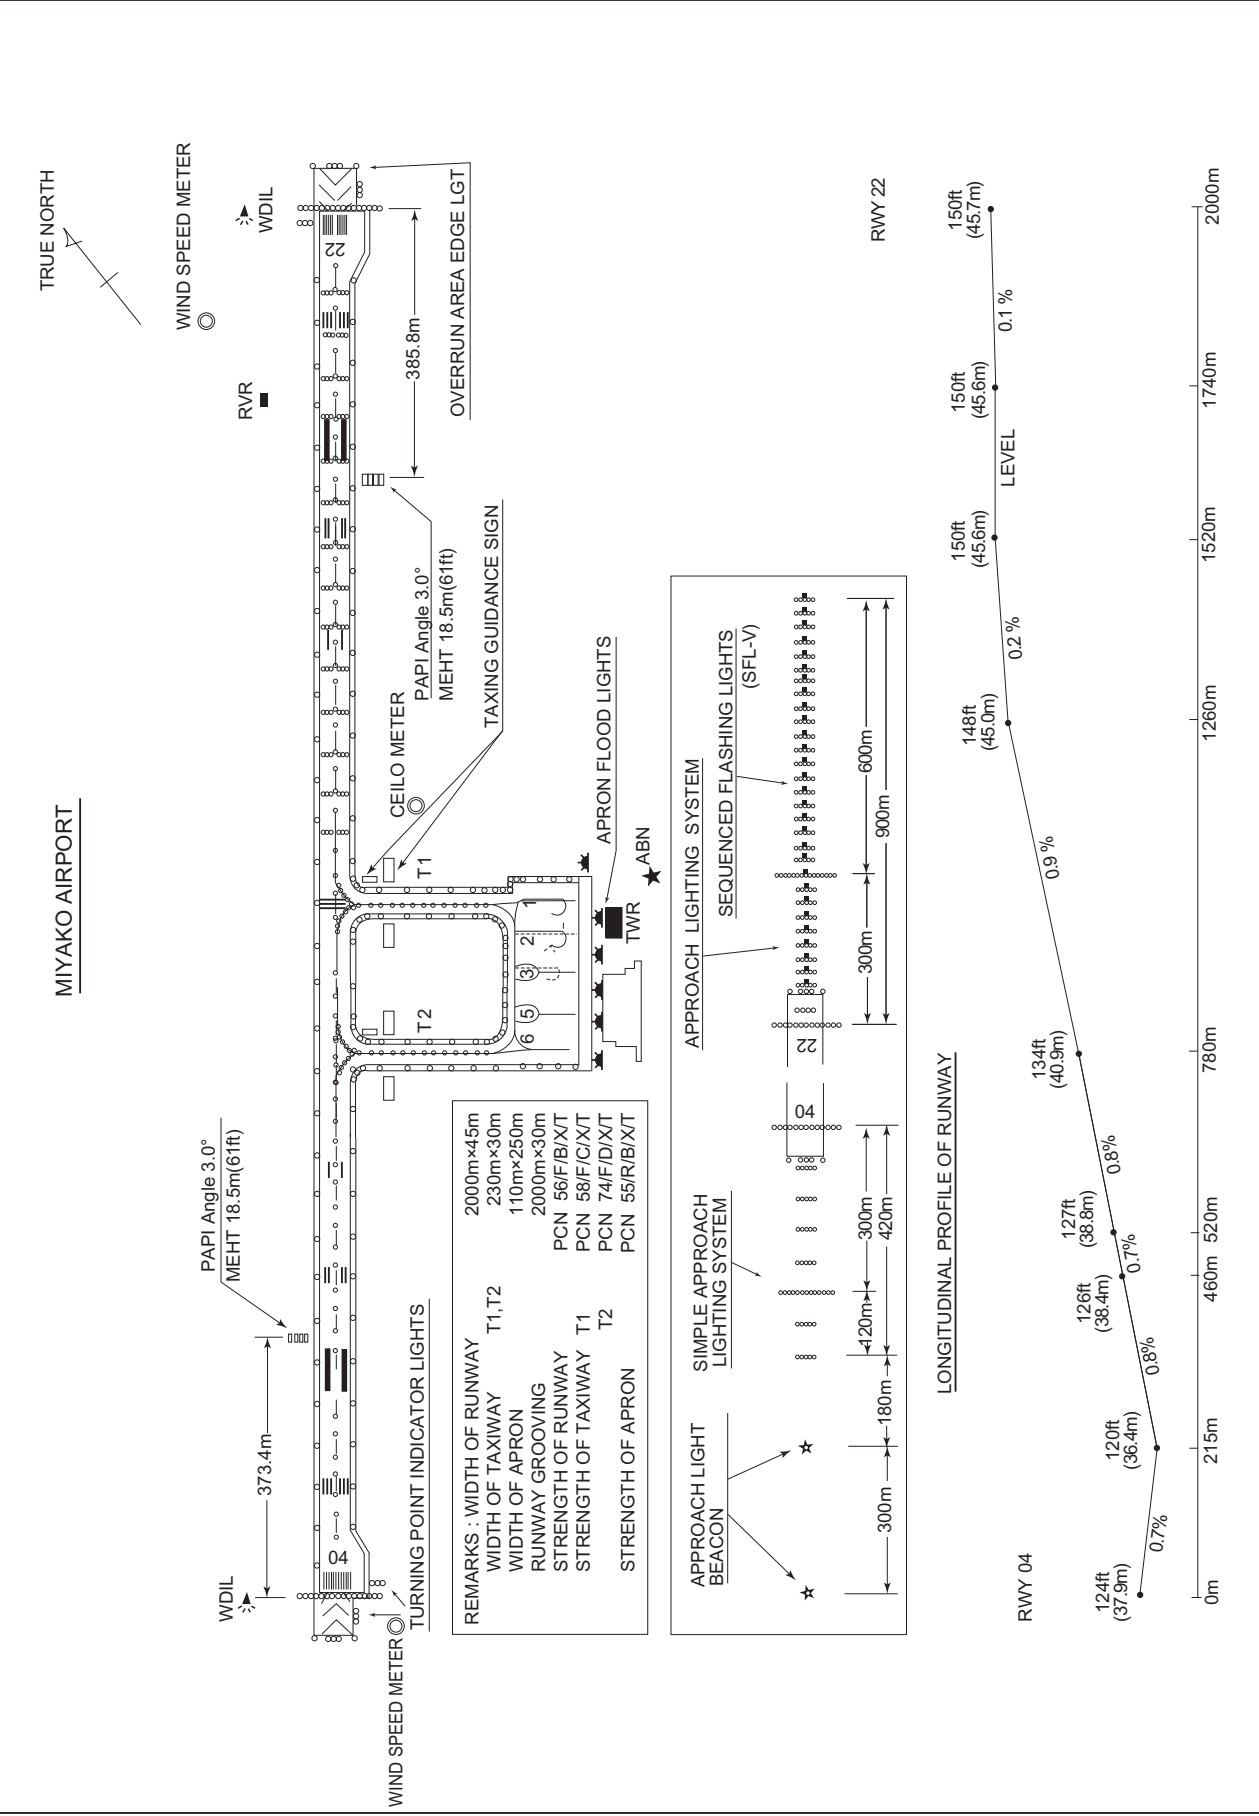 MIYAKO AIRPORT
TRUE NORTH
WIND SPEED METER
WDIL
RVR
22
385.8m
OVERRUN AREA EDGE LGT
PAPI Angle 3.0°
MEHT 18.5m(61ft)
TAXING GUIDANCE SIGN
CEILO METER
T1
T2
APRON FLOOD LIGHTS
ABN
TWR
1
2
3
5
6
PAPI Angle 3.0°
MEHT 18.5m(61ft)
373.4m
04
WDIL
TURNING POINT INDICATOR LIGHTS
WIND SPEED METER
REMARKS : WIDTH OF RUNWAY 2000m×45m
WIDTH OF TAXIWAY T1,T2 230m×30m
WIDTH OF APRON 110m×250m
RUNWAY GROOVING 2000m×30m
STRENGTH OF RUNWAY PCN 56/F/B/X/T
STRENGTH OF TAXIWAY T1 PCN 58/F/C/X/T
T2 PCN 74/F/D/X/T
STRENGTH OF APRON PCN 55/R/B/X/T
APPROACH LIGHT
BEACON
SIMPLE APPROACH
LIGHTING SYSTEM
APPROACH LIGHTING SYSTEM
SEQUENCED FLASHING LIGHTS
(SFL-V)
04
22
300m
180m
120m
300m
420m
300m
600m
900m
LONGITUDINAL PROFILE OF RUNWAY
RWY 04
RWY 22
124ft
(37.9m)
120ft
(36.4m)
126ft
(38.4m)
127ft
(38.8m)
134ft
(40.9m)
148ft
(45.0m)
150ft
(45.6m)
150ft
(45.6m)
150ft
(45.7m)
0.7%
0.8%
0.7%
0.8%
0.9 %
0.2 %
LEVEL
0.1 %
0m
215m
460m
520m
780m
1260m
1520m
1740m
2000m